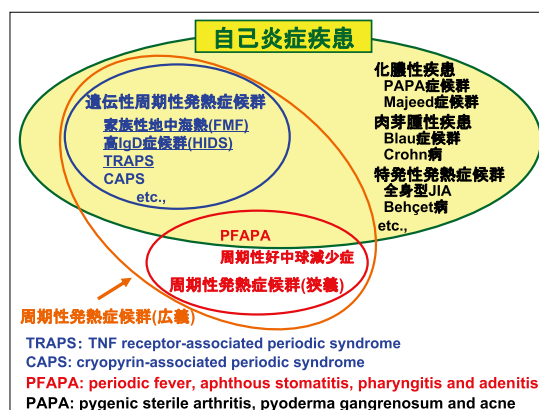 自己炎症疾患
遺伝性周期性発熱症候群
家族性地中海熱(FMF)
高IgD症候群(HIDS)
TRAPS
CAPS
etc.,
化膿性疾患
PAPA症候群
Majeed症候群
肉芽腫性疾患
Blau症候群
Crohn病
特発性発熱症候群
全身型JIA
Behçet病
etc.,
PFAPA
周期性好中球減少症
周期性発熱症候群(狭義)
周期性発熱症候群(広義)
TRAPS: TNF receptor-associated periodic syndrome
CAPS: cryopyrin-associated periodic syndrome
PFAPA: periodic fever, aphthous stomatitis, pharyngitis and adenitis
PAPA: pygenic sterile arthritis, pyoderma gangrenosum and acne